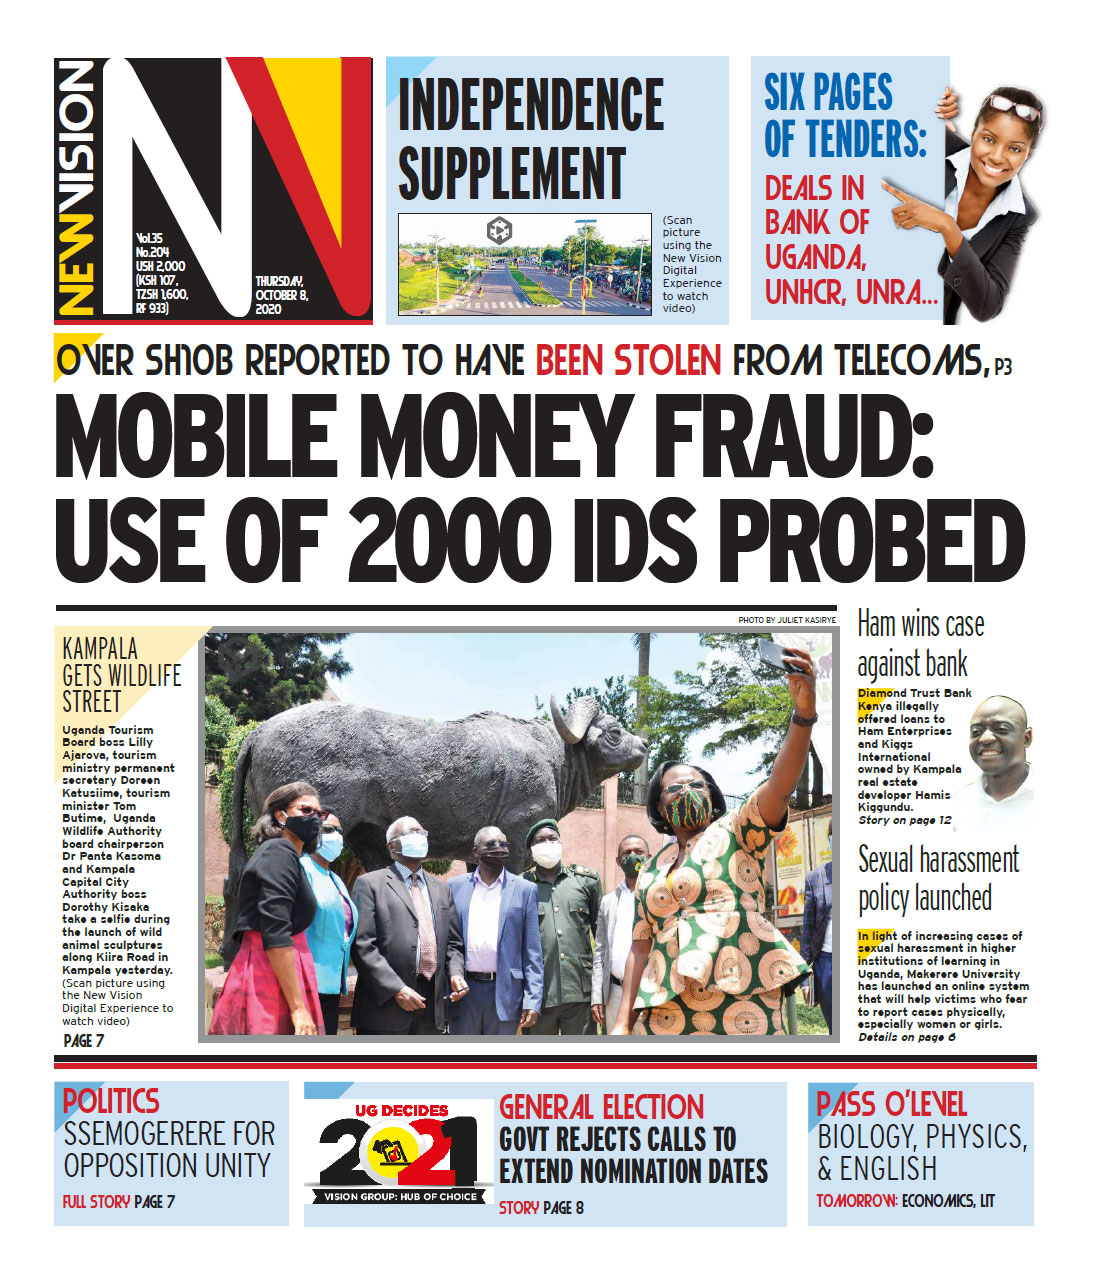 NEW VISION
Vol.35
No.204
USH 2,000
(KSH 107,
TZSH 1,600,
RF 933)
THURSDAY,
OCTOBER 8,
2020
INDEPENDENCE
SUPPLEMENT
(Scan
picture
using the
New Vision
Digital
Experience
to watch
video)
SIX PAGES
OF TENDERS:
DEALS IN
BANK OF
UGANDA,
UNHCR, UNRA...
OVER SH10B REPORTED TO HAVE BEEN STOLEN FROM TELECOMS, P3
MOBILE MONEY FRAUD:
USE OF 2000 IDS PROBED
PHOTO BY JULIET KASIRYE
KAMPALA
GETS WILDLIFE
STREET
Uganda Tourism
Board boss Lilly
Ajarova, tourism
ministry permanent
secretary Doreen
Katusiime, tourism
minister Tom
Butime, Uganda
Wildlife Authority
board chairperson
Dr Panta Kasoma
and Kampala
Capital City
Authority boss
Dorothy Kisaka
take a selfie during
the launch of wild
animal sculptures
along Kiira Road in
Kampala yesterday.
(Scan picture using
the New Vision
Digital Experience to
watch video)
PAGE 7
Ham wins case
against bank
Diamond Trust Bank
Kenya illegally
offered loans to
Ham Enterprises
and Kiggs
International
owned by Kampala
real estate
developer Hamis
Kiggundu.
Story on page 12
Sexual harassment
policy launched
In light of increasing cases of
sexual harassment in higher
institutions of learning in
Uganda, Makerere University
has launched an online system
that will help victims who fear
to report cases physically,
especially women or girls.
Details on page 6
POLITICS
SSEMOGERERE FOR
OPPOSITION UNITY
FULL STORY PAGE 7
UG DECIDES
2021
VISION GROUP: HUB OF CHOICE
GENERAL ELECTION
GOVT REJECTS CALLS TO
EXTEND NOMINATION DATES
STORY PAGE 8
PASS O'LEVEL
BIOLOGY, PHYSICS,
& ENGLISH
TOMORROW: ECONOMICS, LIT